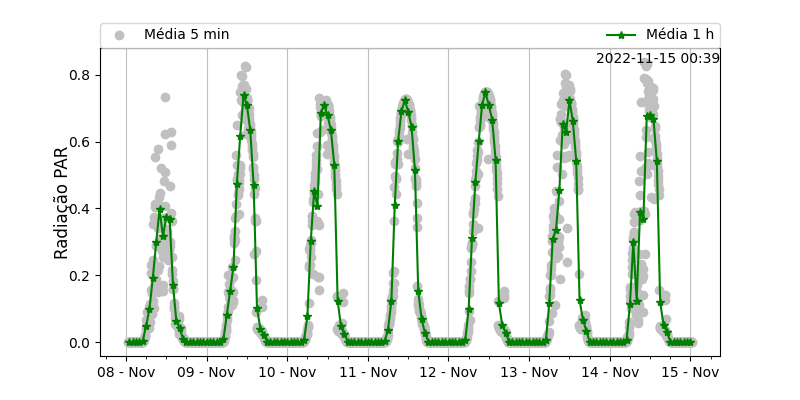 Média 5 min
Média 1 h
2022-11-15 00:39
Radiação PAR
0.8
0.6
0.4
0.2
0.0
08 - Nov
09 - Nov
10 - Nov
11 - Nov
12 - Nov
13 - Nov
14 - Nov
15 - Nov